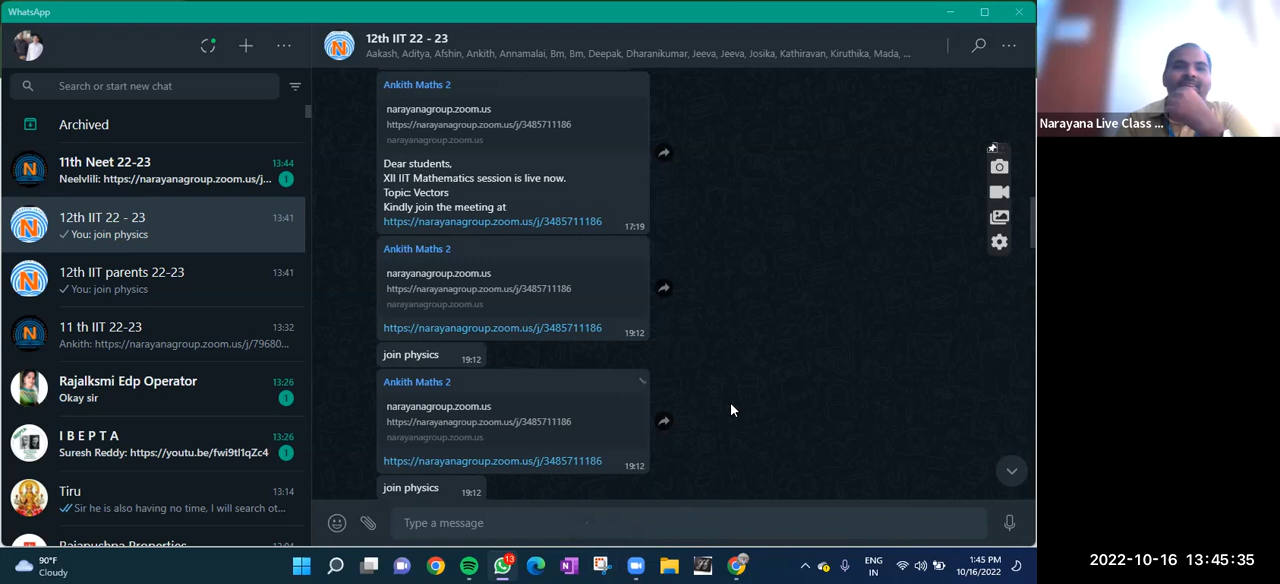 WhatsApp
Search or start new chat
Archived
11th Neet 22-23
13:44
Neelvlili: https://narayanagroup.zoom.us/j...
1
12th IIT 22 - 23
13:41
You: join physics
12th IIT parents 22-23
13:41
You: join physics
11 th IIT 22-23
13:32
Ankith: https://narayanagroup.zoom.us/j/79680...
Rajalksmi Edp Operator
13:26
Okay sir
1
I B E P T A
13:26
Suresh Reddy: https://youtu.be/fwi9tl1qZc4
1
Tiru
13:14
Sir he is also having no time, I will search ot...
Rajapushpa Properties
12th IIT 22 - 23
Aakash, Aditya, Afshin, Ankith, Annamalai, Bm, Bm, Deepak, Dharanikumar, Jeeva, Jeeva, Josika, Kathiravan, Kiruthika, Mada, ...
Ankith Maths 2
narayanagroup.zoom.us
https://narayanagroup.zoom.us/j/3485711186
narayanagroup.zoom.us
Dear students,
XII IIT Mathematics session is live now.
Topic: Vectors
Kindly join the meeting at
https://narayanagroup.zoom.us/j/3485711186
17:19
Ankith Maths 2
narayanagroup.zoom.us
https://narayanagroup.zoom.us/j/3485711186
narayanagroup.zoom.us
https://narayanagroup.zoom.us/j/3485711186
19:12
join physics 19:12
Ankith Maths 2
narayanagroup.zoom.us
https://narayanagroup.zoom.us/j/3485711186
narayanagroup.zoom.us
https://narayanagroup.zoom.us/j/3485711186
19:12
join physics 19:12
Type a message
Narayana Live Class ...
90°F
Cloudy
13
ENG
IN
1:45 PM
10/16/2022
2022-10-16 13:45:35